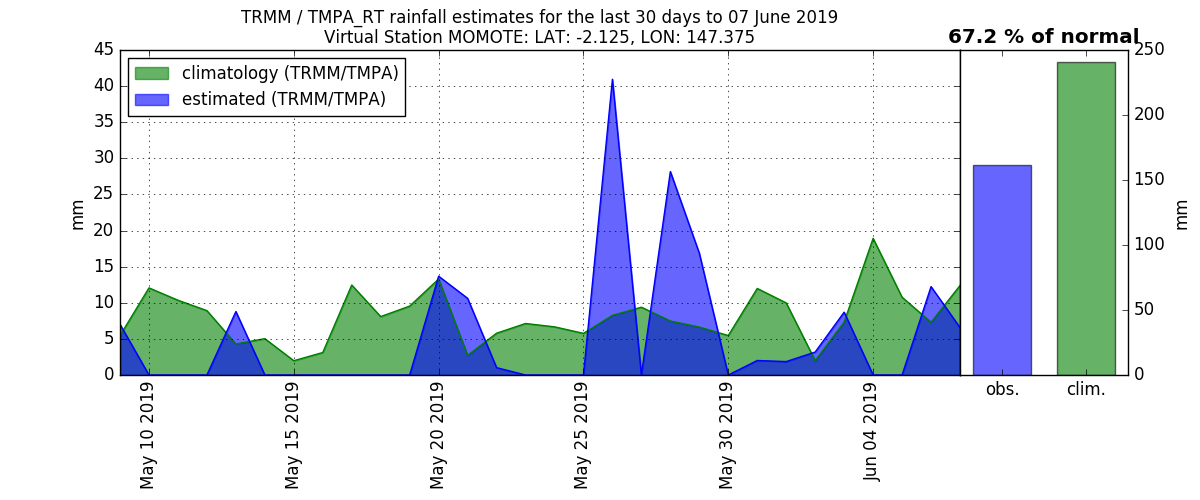 TRMM / TMPA_RT rainfall estimates for the last 30 days to 07 June 2019
Virtual Station MOMOTE: LAT: -2.125, LON: 147.375
67.2 % of normal
climatology (TRMM/TMPA)
estimated (TRMM/TMPA)
mm
45
40
35
30
25
20
15
10
5
0
May 10 2019
May 15 2019
May 20 2019
May 25 2019
May 30 2019
Jun 04 2019
obs.
clim.
250
200
150
100
50
0
mm